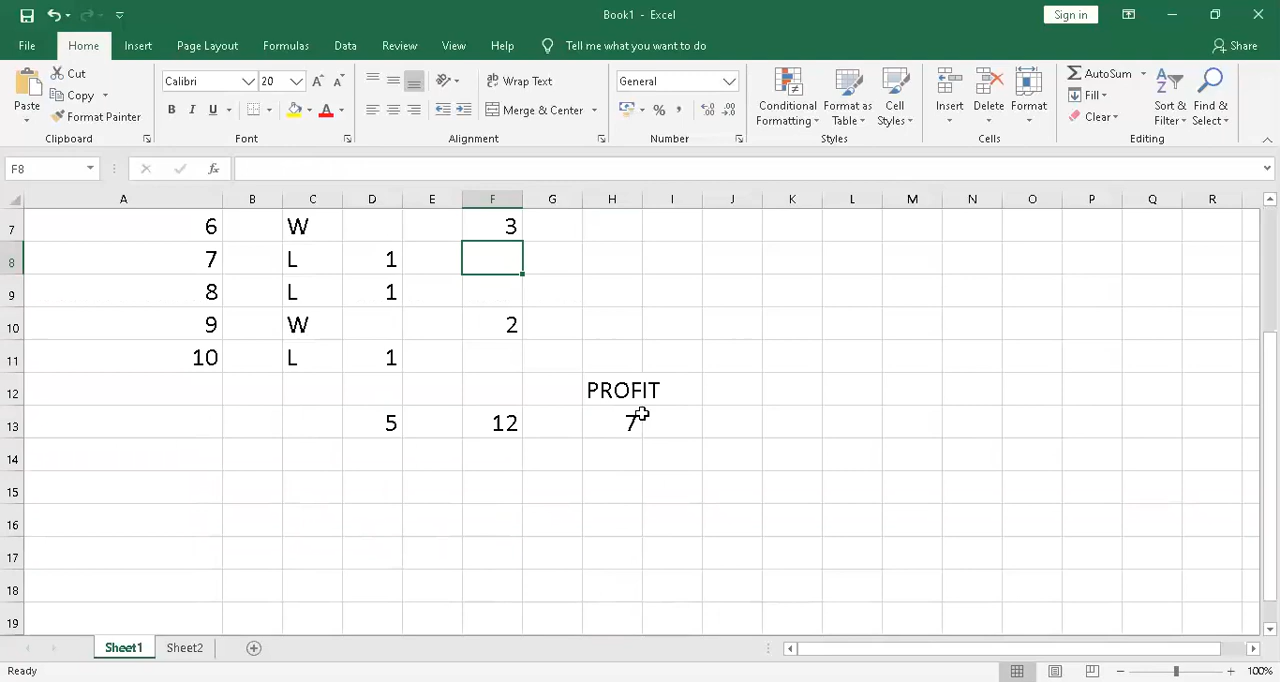 Book1 - Excel
Sign in
File Home Insert Page Layout Formulas Data Review View Help Tell me what you want to do Share
Paste
Cut
Copy
Format Painter
Clipboard
Calibri 20 A A
B I U A
Font
Wrap Text
Merge & Center
Alignment
General
% ,
Number
Conditional Formatting
Format as Table
Cell Styles
Styles
Insert Delete Format
Cells
AutoSum
Fill
Clear
Sort & Filter
Find & Select
Editing
F8 fx
A B C D E F G H I J K L M N O P Q R
7 6 W 3
8 7 L 1
9 8 L 1
10 9 W 2
11 10 L 1
12 PROFIT
13 5 12 7
14
15
16
17
18
19
Sheet1 Sheet2
Ready 100%